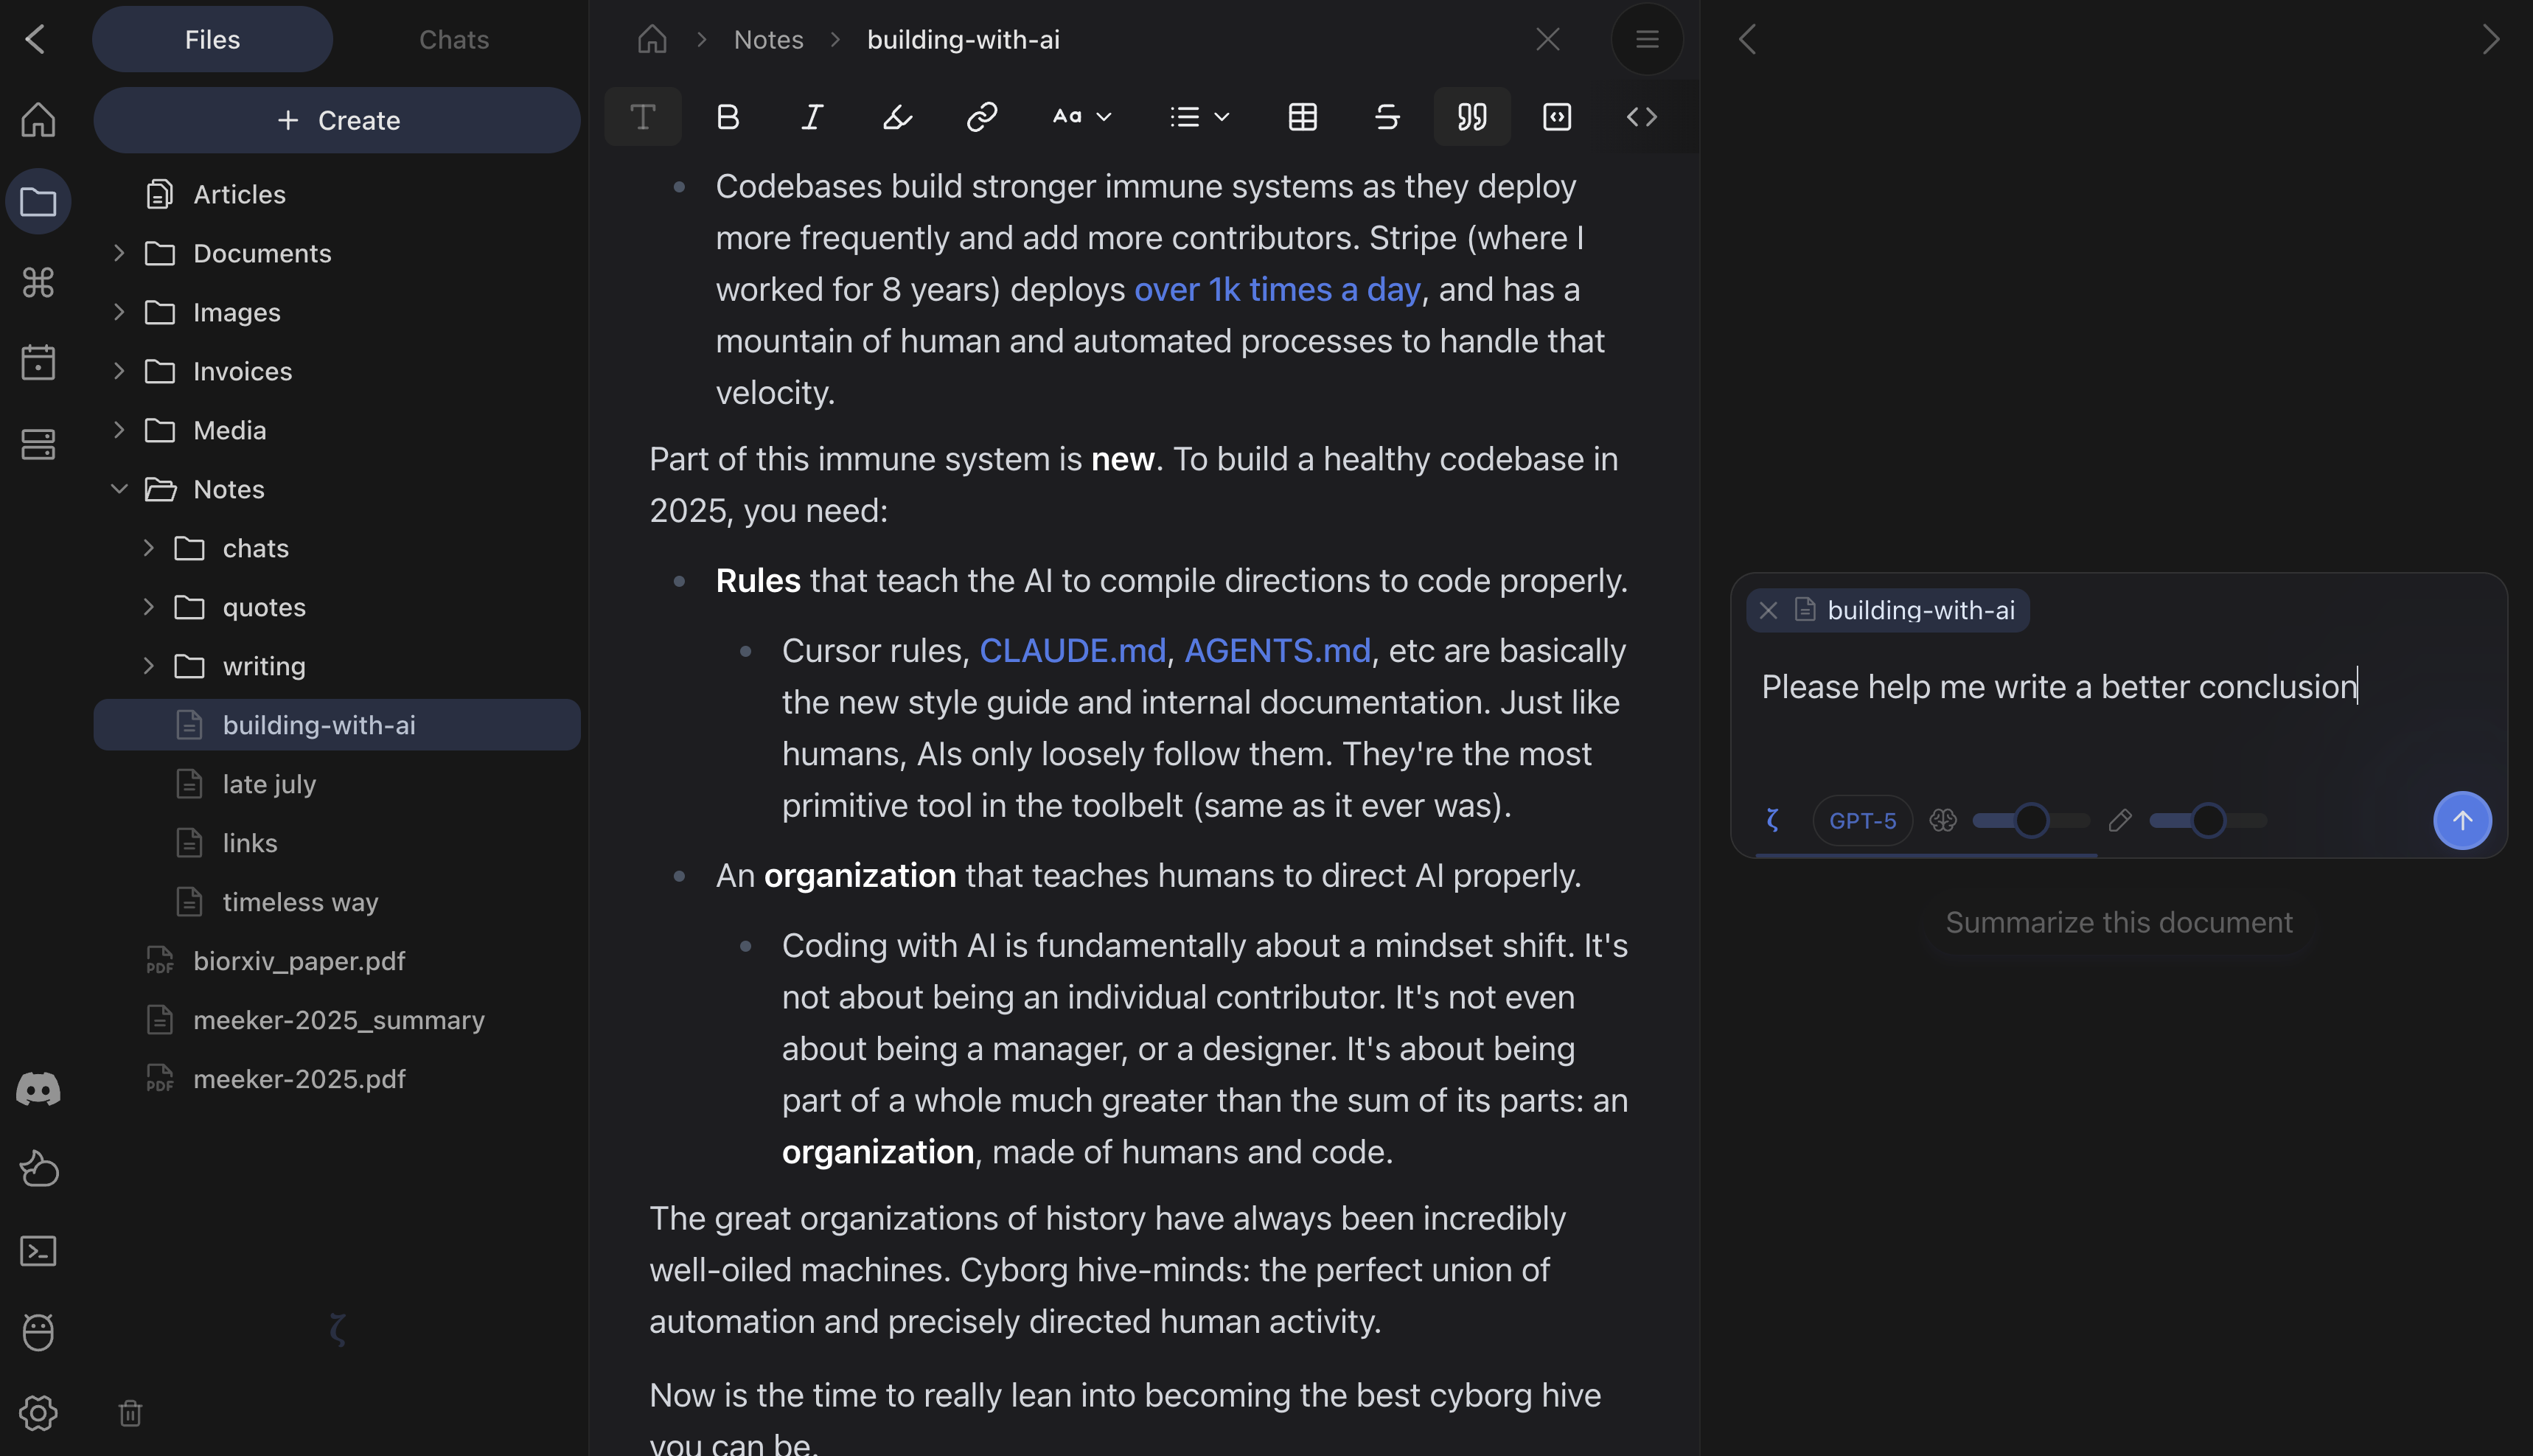 Files
Chats
Create
Articles
Documents
Images
Invoices
Media
Notes
chats
quotes
writing
building-with-ai
late july
links
timeless way
PDF biorxiv_paper.pdf
meeker-2025_summary
PDF meeker-2025.pdf
ζ
Notes
building-with-ai
T B I Aa S
Codebases build stronger immune systems as they deploy
more frequently and add more contributors. Stripe (where I
worked for 8 years) deploys over 1k times a day, and has a
mountain of human and automated processes to handle that
velocity.
Part of this immune system is new. To build a healthy codebase in
2025, you need:
Rules that teach the AI to compile directions to code properly.
Cursor rules, CLAUDE.md, AGENTS.md, etc are basically
the new style guide and internal documentation. Just like
humans, AIs only loosely follow them. They're the most
primitive tool in the toolbelt (same as it ever was).
An organization that teaches humans to direct AI properly.
Coding with AI is fundamentally about a mindset shift. It's
not about being an individual contributor. It's not even
about being a manager, or a designer. It's about being
part of a whole much greater than the sum of its parts: an
organization, made of humans and code.
The great organizations of history have always been incredibly
well-oiled machines. Cyborg hive-minds: the perfect union of
automation and precisely directed human activity.
Now is the time to really lean into becoming the best cyborg hive
you can be.
building-with-ai
Please help me write a better conclusion
ζ GPT-5
Summarize this document